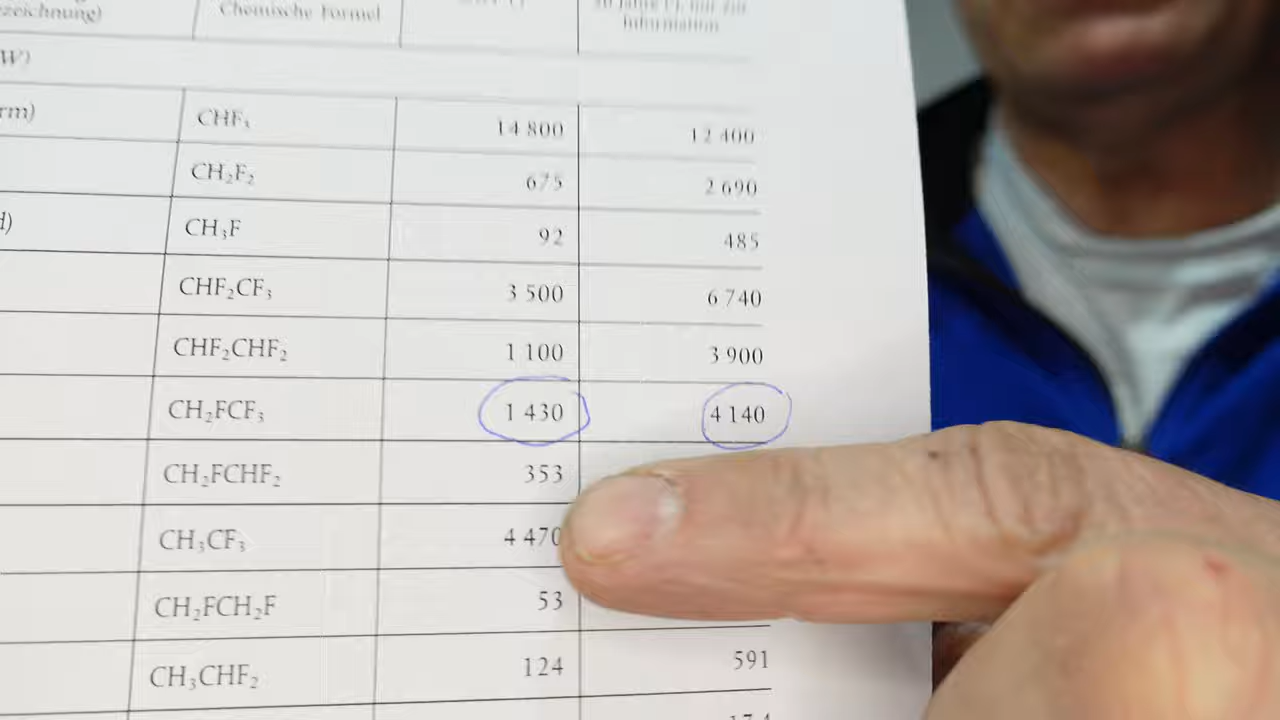 zeichnung) Chemische Formel
Information
W)
rm) CHF₃ 14 800 12 400
CH₂F₂ 675 2 690
d) CH₃F 92 485
CHF₂CF₃ 3 500 6 740
CHF₂CHF₂ 1 100 3 900
CH₂FCF₃ 1 430 4 140
CH₂FCHF₂ 353
CH₃CF₃ 4 470
CH₂FCH₂F 53
CH₃CHF₂ 124 591